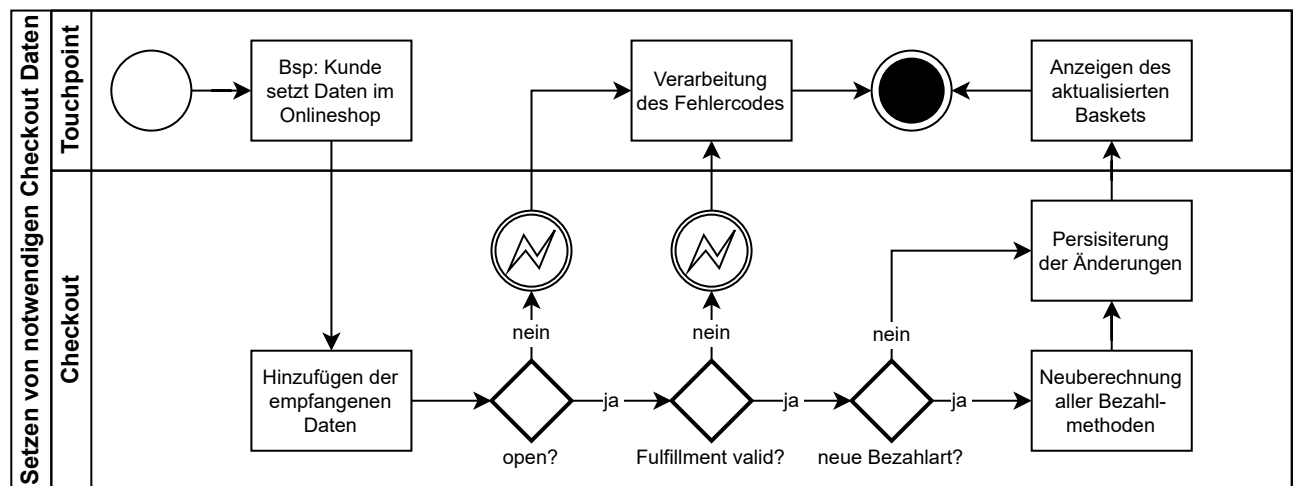 Setzen von notwendigen Checkout Daten
Touchpoint
Bsp: Kunde
setzt Daten im
Onlineshop
Verarbeitung
des Fehlercodes
Anzeigen des
aktualisierten
Baskets
Checkout
Hinzufügen der
empfangenen
Daten
open?
nein
ja
Fulfillment valid?
nein
ja
neue Bezahlart?
nein
ja
Persisiterung
der Änderungen
Neuberechnung
aller Bezahl-
methoden